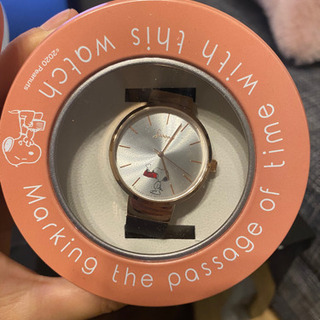 Marking the passage of time with this watch
©2020 Peanuts